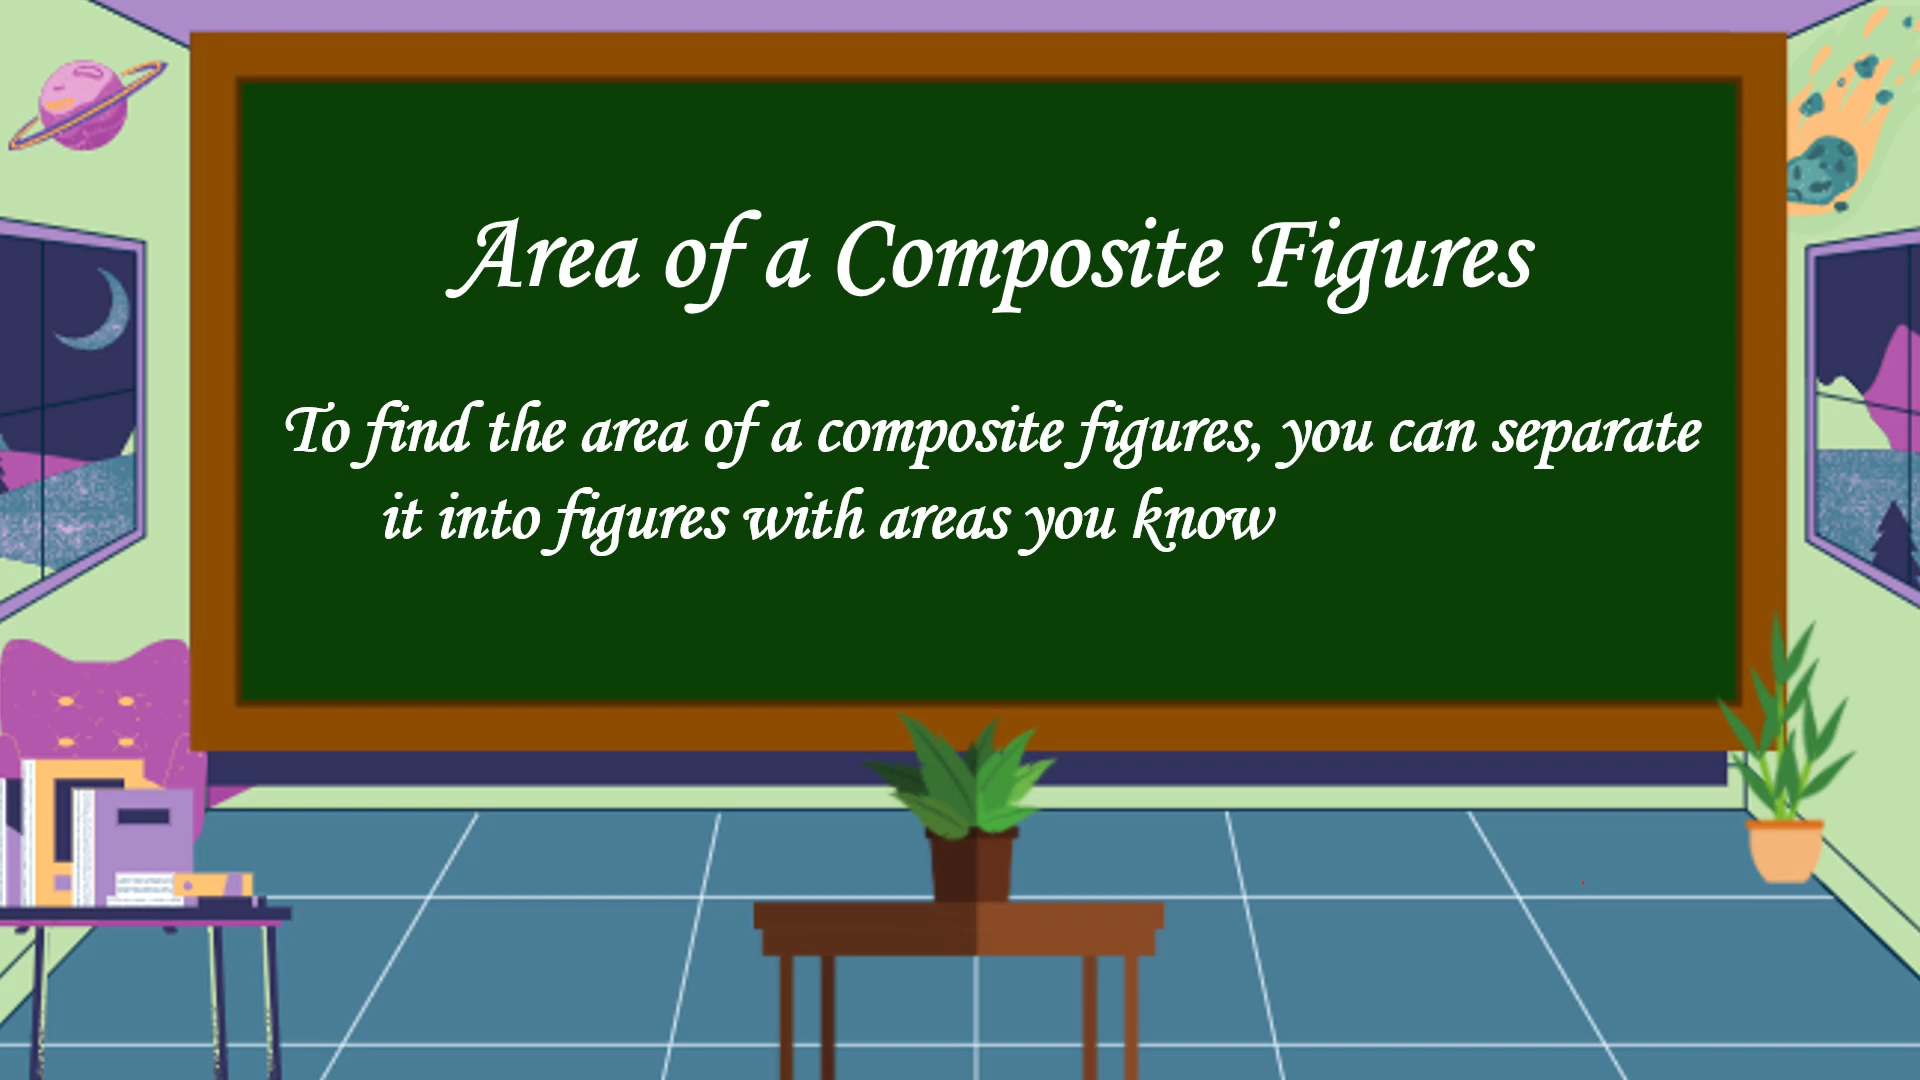 Area of a Composite Figures
To find the area of a composite figures, you can separate
it into figures with areas you know